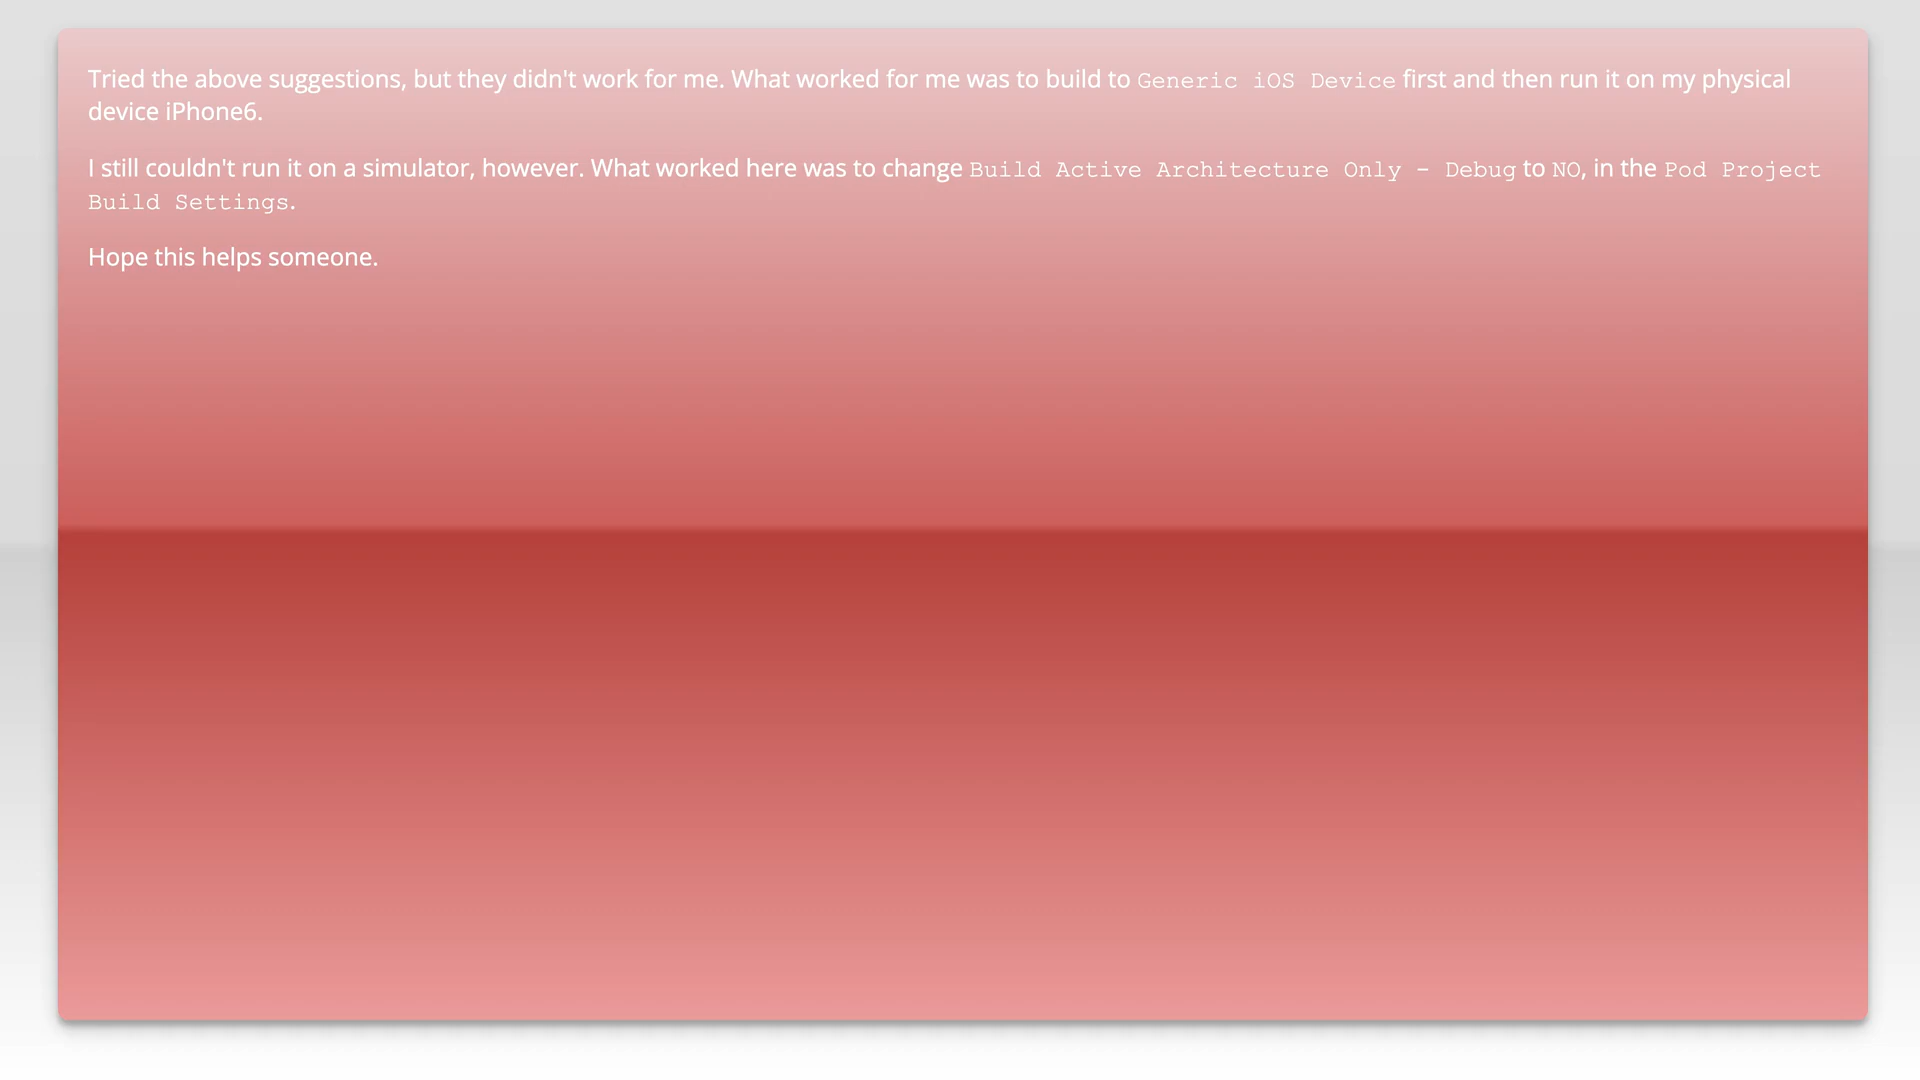 Tried the above suggestions, but they didn't work for me. What worked for me was to build to Generic iOS Device first and then run it on my physical
device iPhone6.
I still couldn't run it on a simulator, however. What worked here was to change Build Active Architecture Only - Debug to NO, in the Pod Project
Build Settings.
Hope this helps someone.